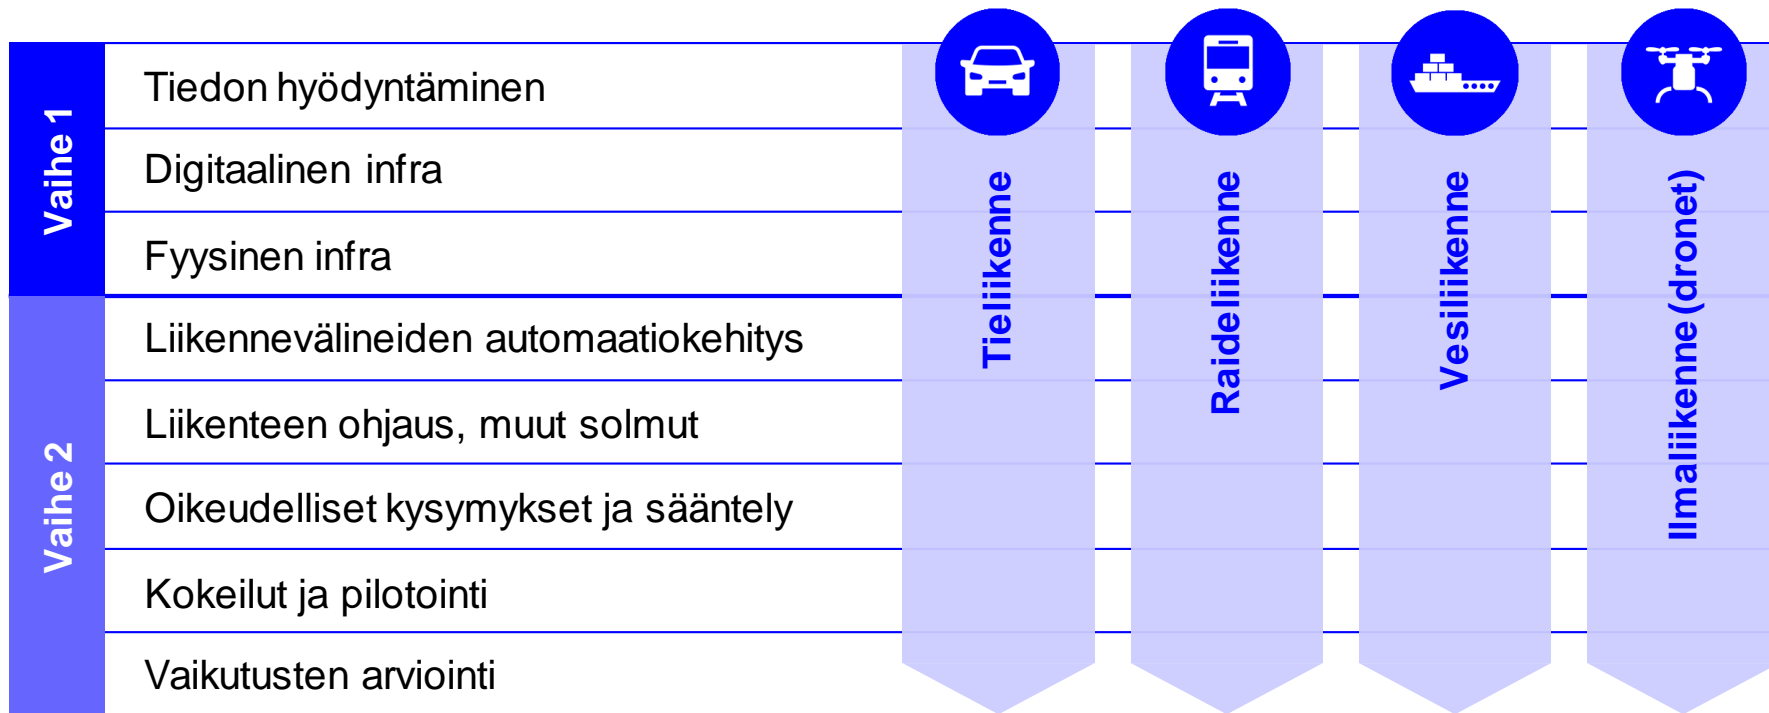 Vaihe 1
Tiedon hyödyntäminen
Digitaalinen infra
Fyysinen infra
Vaihe 2
Liikennevälineiden automaatiokehitys
Liikenteen ohjaus, muut solmut
Oikeudelliset kysymykset ja sääntely
Kokeilut ja pilotointi
Vaikutusten arviointi
Tieliikenne
Raideliikenne
Vesiliikenne
Ilmaliikenne (dronet)